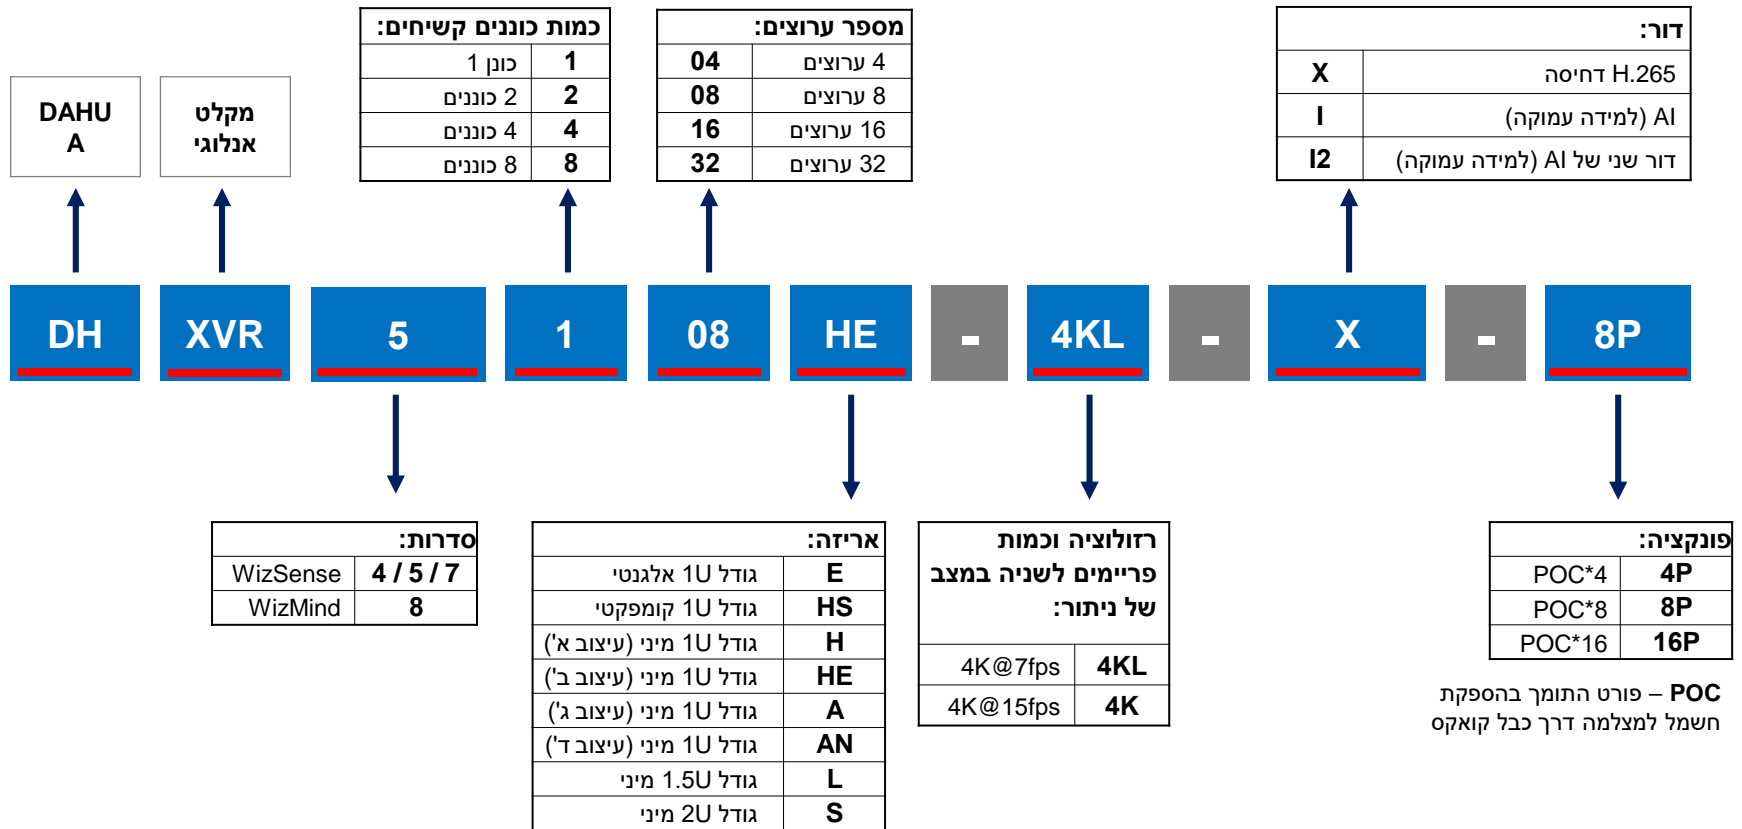 DAHU
A
מקלט
אנלוגי
כמות כוננים קשיחים:
1 כונן 1
2 2 כוננים
4 4 כוננים
8 8 כוננים
מספר ערוצים:
4 ערוצים 04
8 ערוצים 08
16 ערוצים 16
32 ערוצים 32
דור:
H.265 דחיסה X
AI (למידה עמוקה) I
דור שני של AI (למידה עמוקה) I2
DH XVR 5 1 08 HE - 4KL - X - 8P
סדרות:
4 / 5 / 7 WizSense
8 WizMind
אריזה:
E גודל 1U אלגנטי
HS גודל 1U קומפקטי
H גודל 1U מיני (עיצוב א')
HE גודל 1U מיני (עיצוב ב')
A גודל 1U מיני (עיצוב ג')
AN גודל 1U מיני (עיצוב ד')
L גודל 1.5U מיני
S גודל 2U מיני
רזולוציה וכמות
פריימים לשניה במצב
של ניתור:
4KL 4K@7fps
4K 4K@15fps
פונקציה:
4P POC*4
8P POC*8
16P POC*16
POC – פורט התומך בהספקת
חשמל למצלמה דרך כבל קואקס